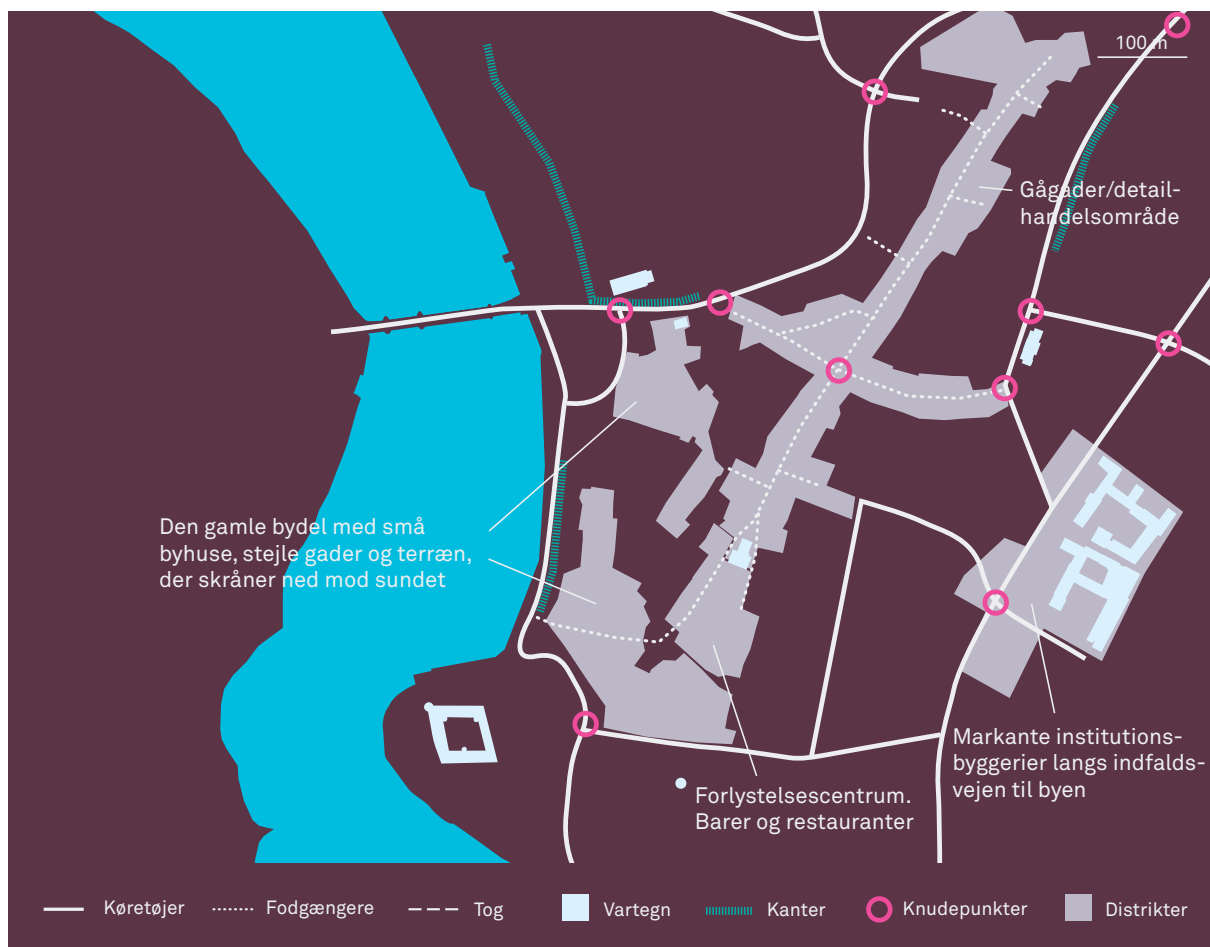 100 m
Gågader/detail-
handelsområde
Den gamle bydel med små
byhuse, stejle gader og terræn,
der skråner ned mod sundet
Markante institutions-
byggerier langs indfalds-
vejen til byen
Forlystelsescentrum.
Barer og restauranter
Køretøjer
Fodgængere
Tog
Vartegn
Kanter
Knudepunkter
Distrikter